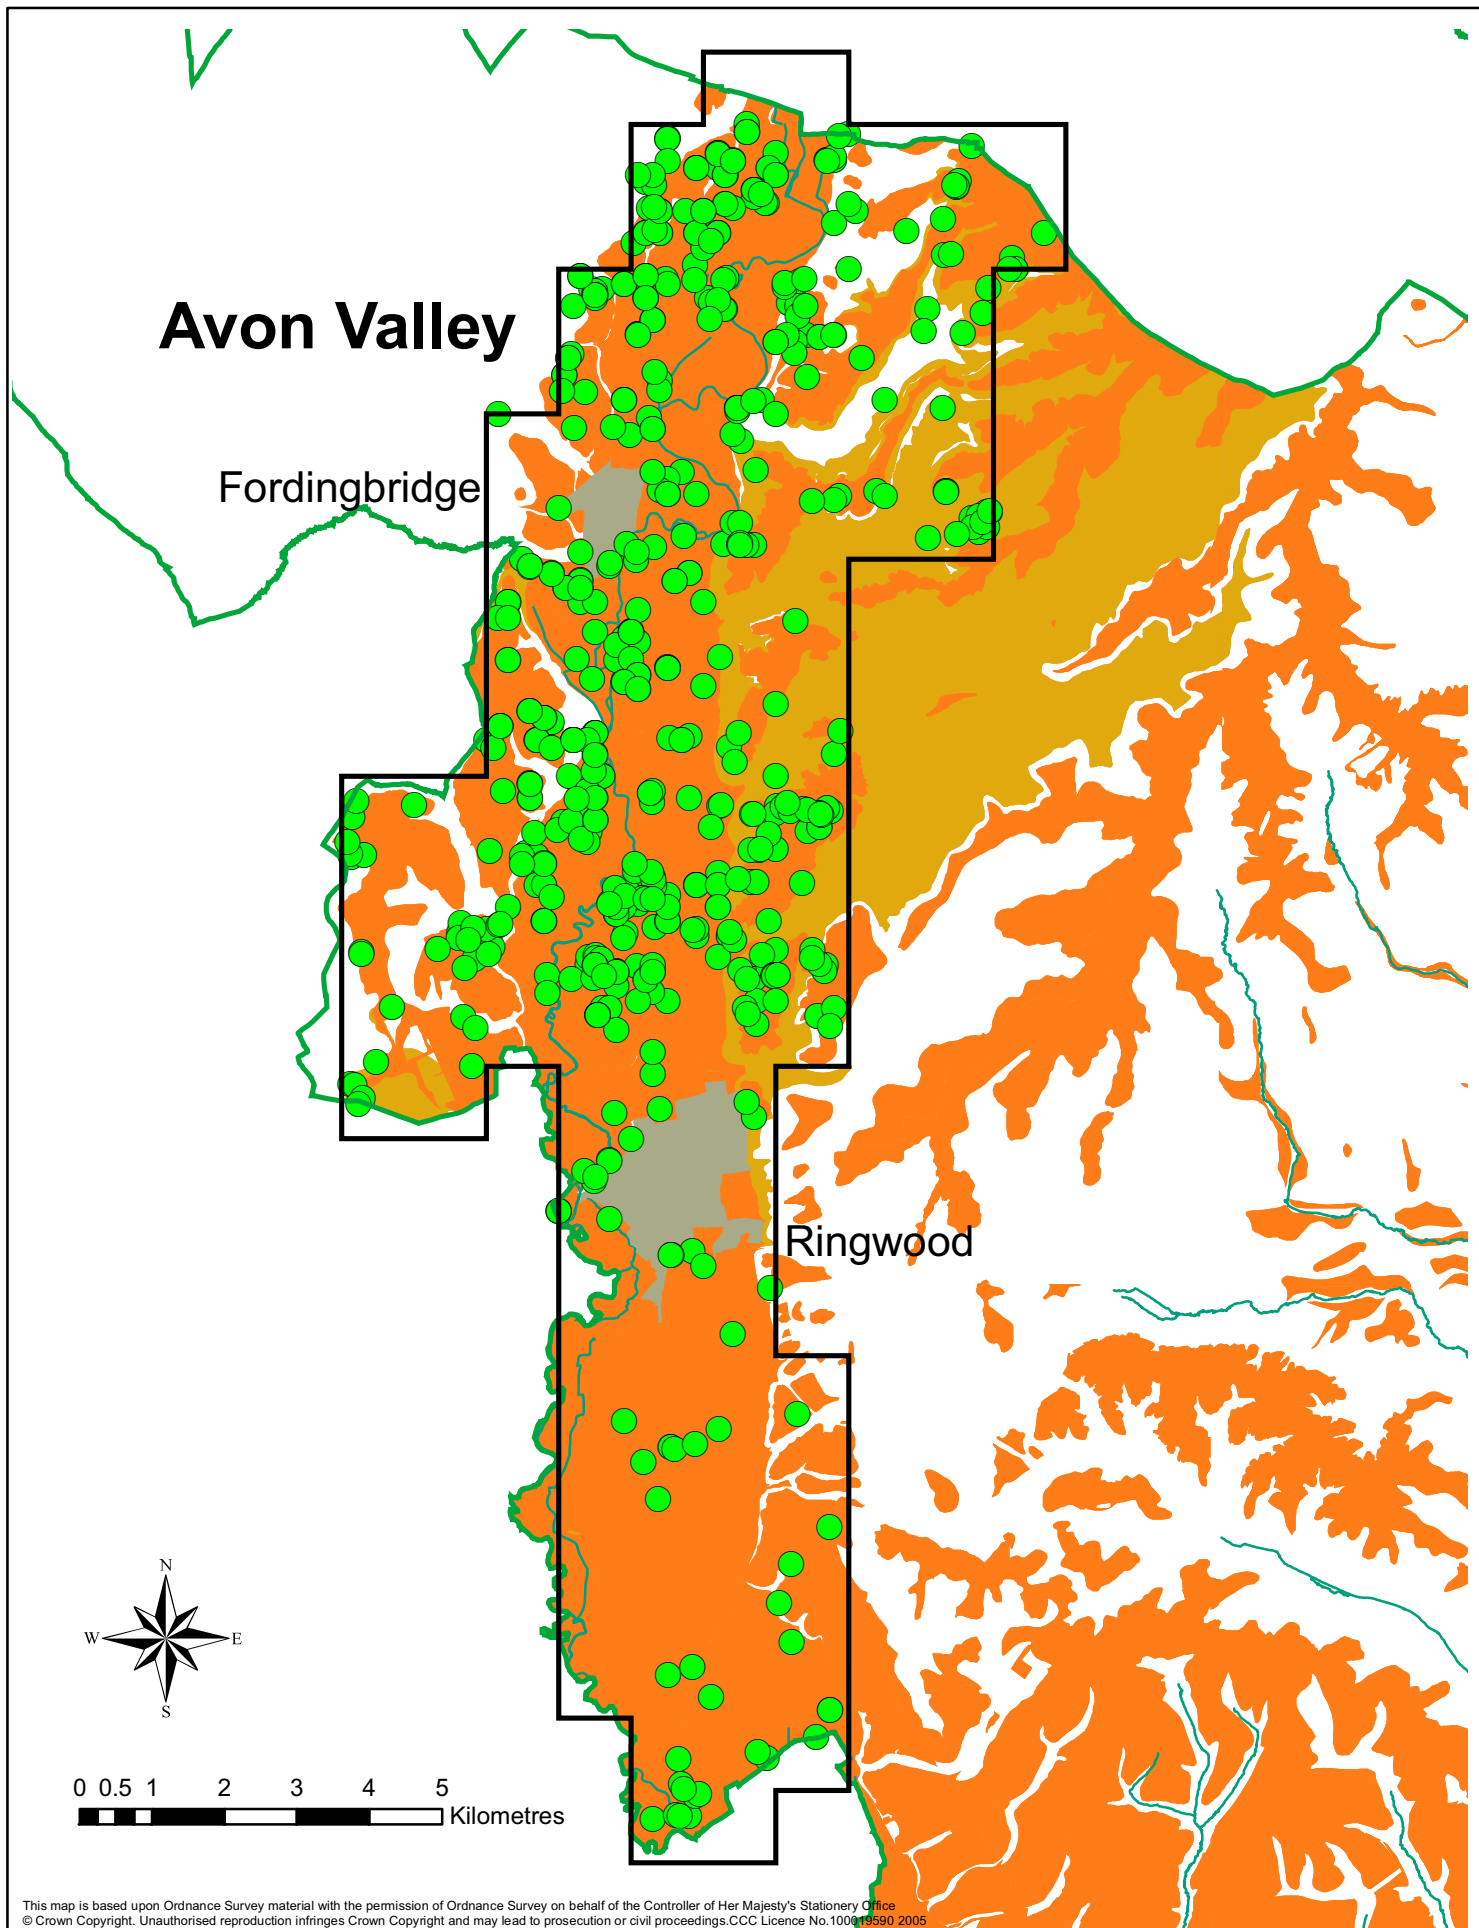 Avon Valley
Fordingbridge
Ringwood
N
W E
S
0 0.5 1 2 3 4 5
Kilometres
This map is based upon Ordnance Survey material with the permission of Ordnance Survey on behalf of the Controller of Her Majesty's Stationery Office
© Crown Copyright. Unauthorised reproduction infringes Crown Copyright and may lead to prosecution or civil proceedings.CCC Licence No.100019590 2005